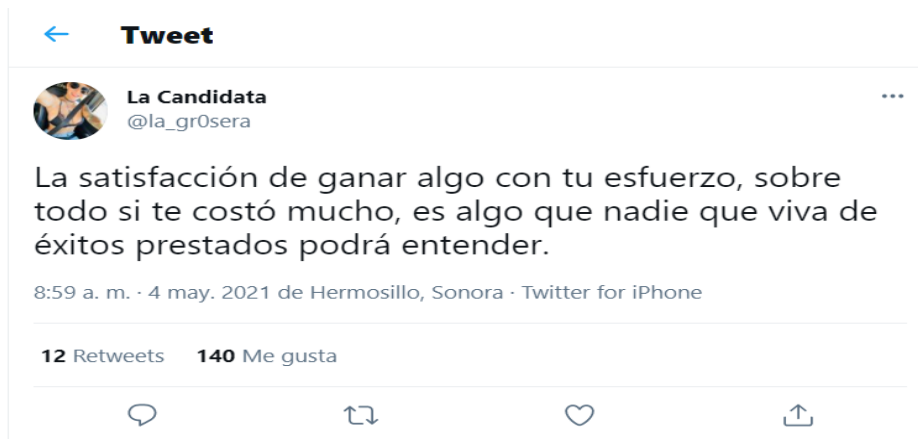 Tweet
La Candidata
@la_gr0sera
La satisfacción de ganar algo con tu esfuerzo, sobre
todo si te costó mucho, es algo que nadie que viva de
éxitos prestados podrá entender.
8:59 a. m. · 4 may. 2021 de Hermosillo, Sonora · Twitter for iPhone
12 Retweets 140 Me gusta